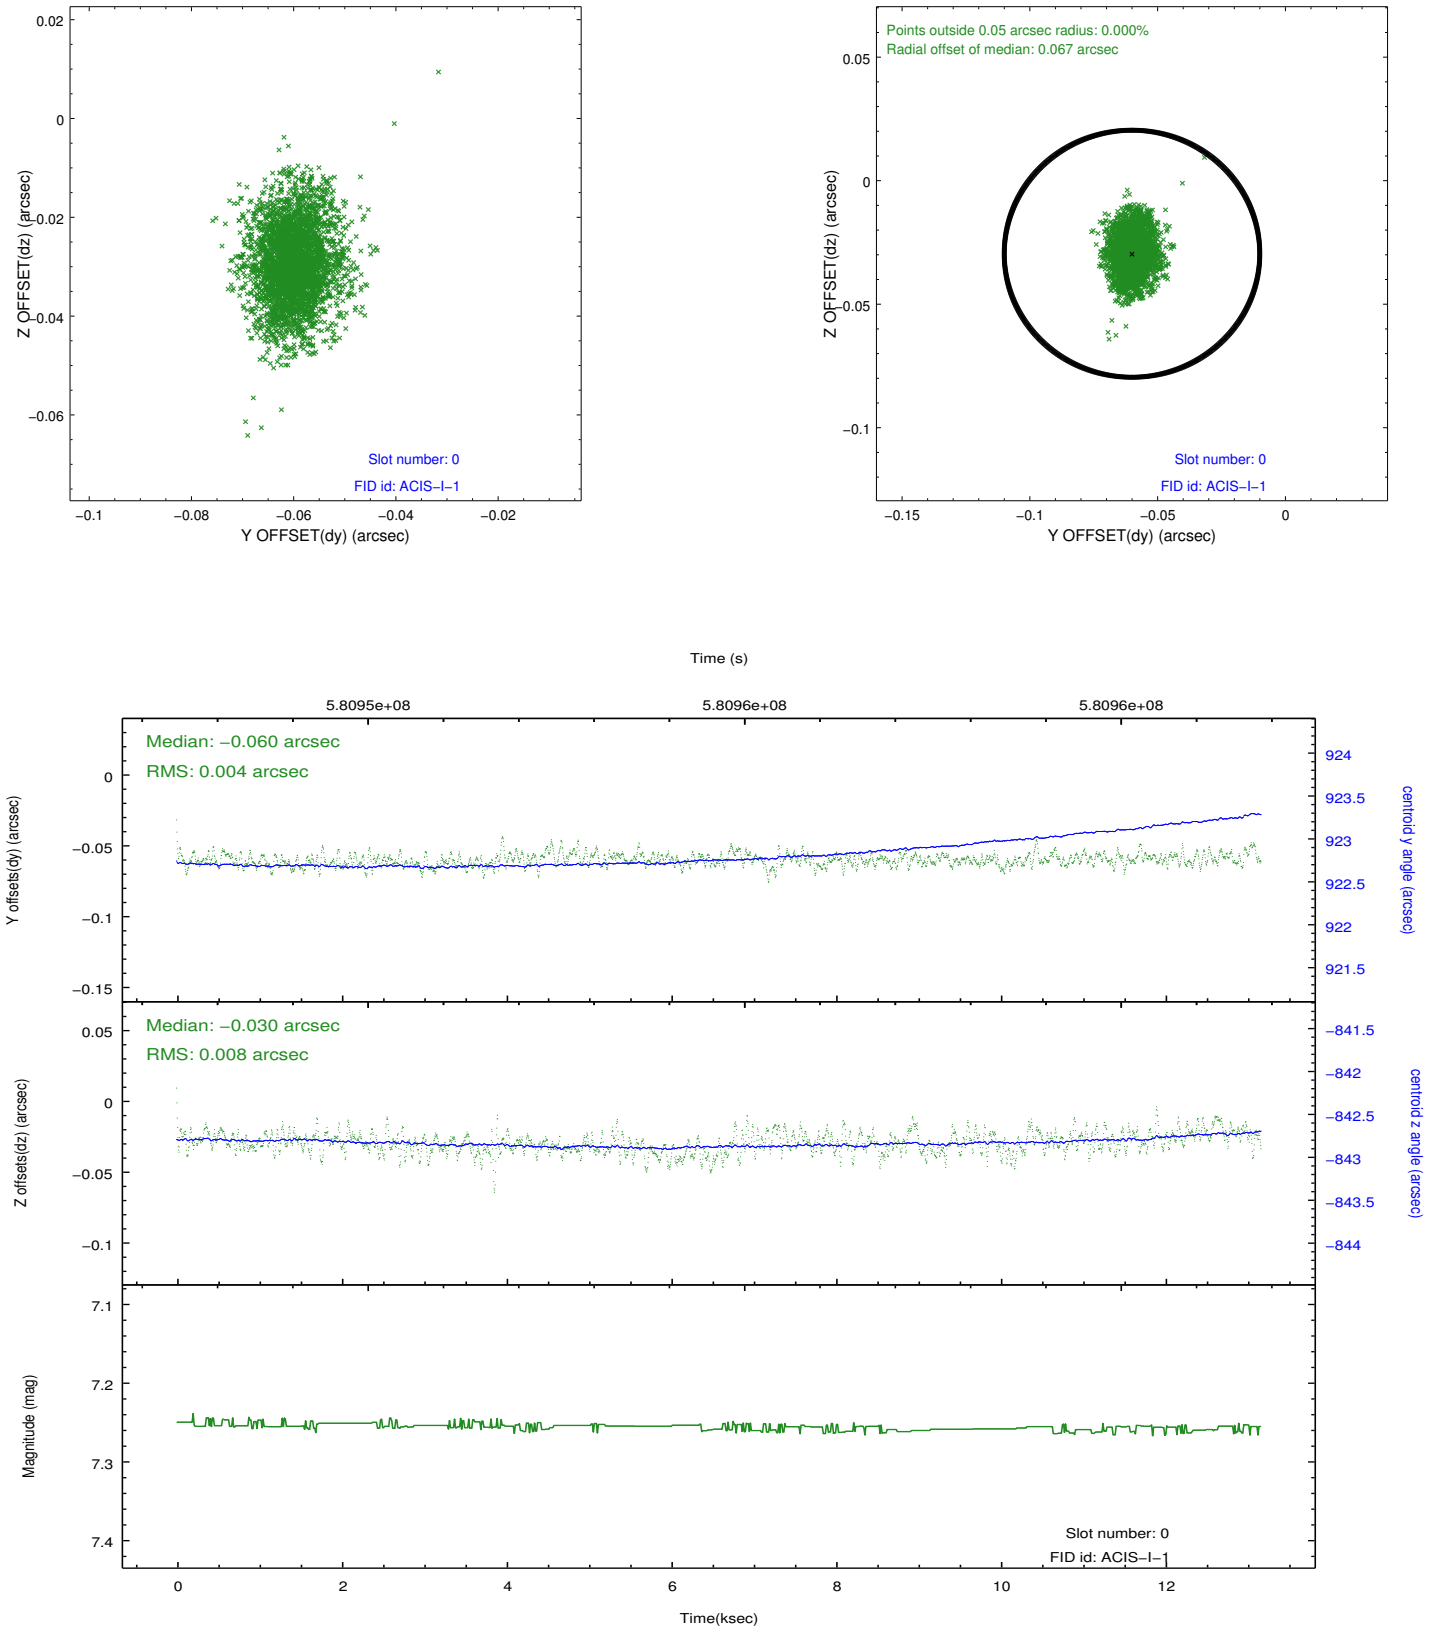 0.02
0
−0.02
−0.04
−0.06
Z OFFSET(dz) (arcsec)
Slot number: 0
FID id: ACIS−I−1
−0.1
−0.08
−0.06
−0.04
−0.02
Y OFFSET(dy) (arcsec)
Points outside 0.05 arcsec radius: 0.000%
Radial offset of median: 0.067 arcsec
0.05
0
−0.05
−0.1
Z OFFSET(dz) (arcsec)
Slot number: 0
FID id: ACIS−I−1
−0.15
−0.1
−0.05
0
Y OFFSET(dy) (arcsec)
Time (s)
5.8095e+08
5.8096e+08
5.8096e+08
Median: −0.060 arcsec
RMS: 0.004 arcsec
0
−0.05
−0.1
−0.15
Y offsets(dy) (arcsec)
924
923.5
923
922.5
922
921.5
centroid y angle (arcsec)
Median: −0.030 arcsec
RMS: 0.008 arcsec
0.05
0
−0.05
−0.1
Z offsets(dz) (arcsec)
−841.5
−842
−842.5
−843
−843.5
−844
centroid z angle (arcsec)
7.1
7.2
7.3
7.4
Magnitude (mag)
Slot number: 0
FID id: ACIS−I−1
0
2
4
6
8
10
12
Time(ksec)